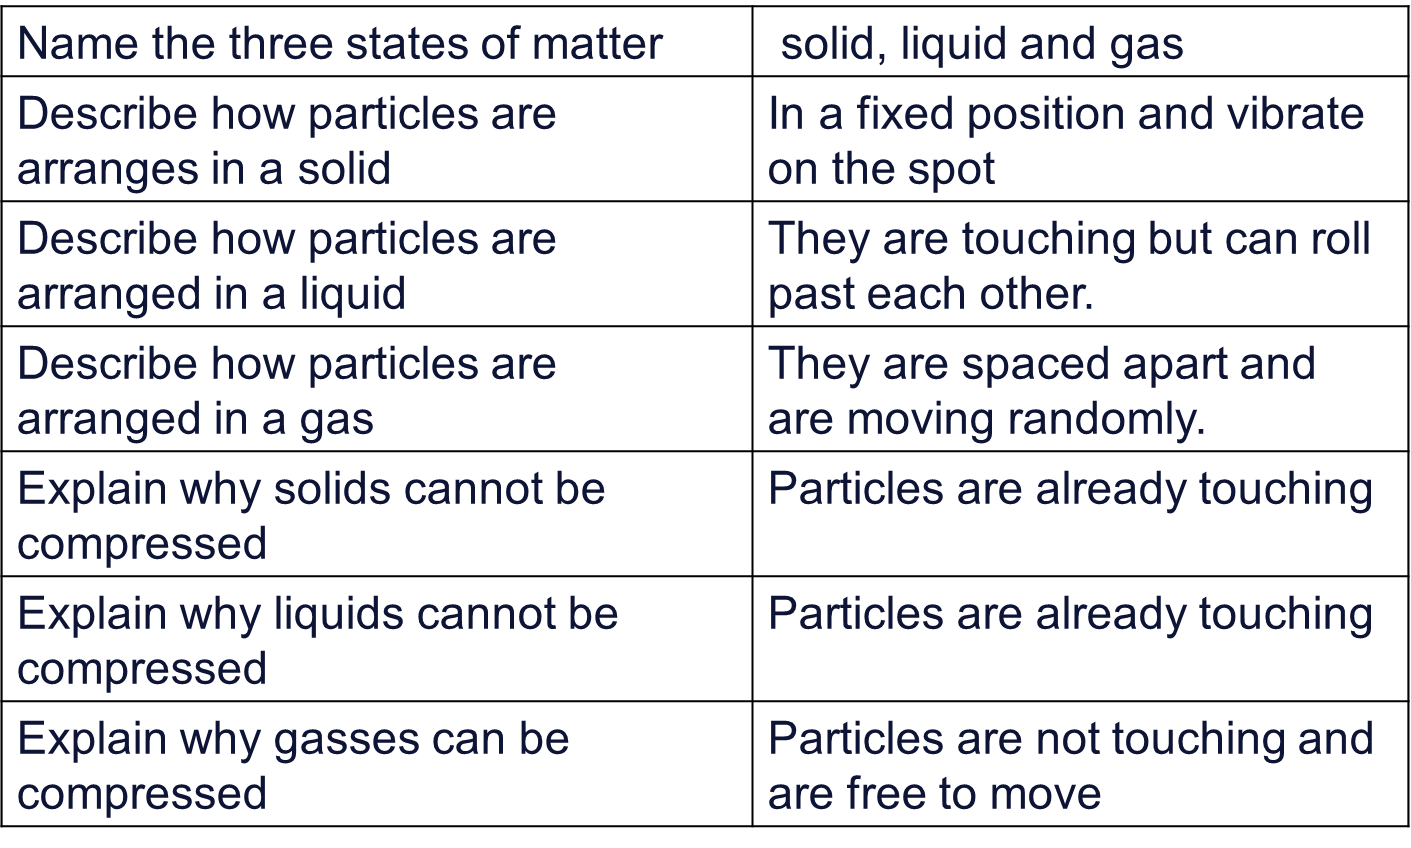 Name the three states of matter
solid, liquid and gas
Describe how particles are
arranges in a solid
In a fixed position and vibrate
on the spot
Describe how particles are
arranged in a liquid
They are touching but can roll
past each other.
Describe how particles are
arranged in a gas
They are spaced apart and
are moving randomly.
Explain why solids cannot be
compressed
Particles are already touching
Explain why liquids cannot be
compressed
Particles are already touching
Explain why gasses can be
compressed
Particles are not touching and
are free to move